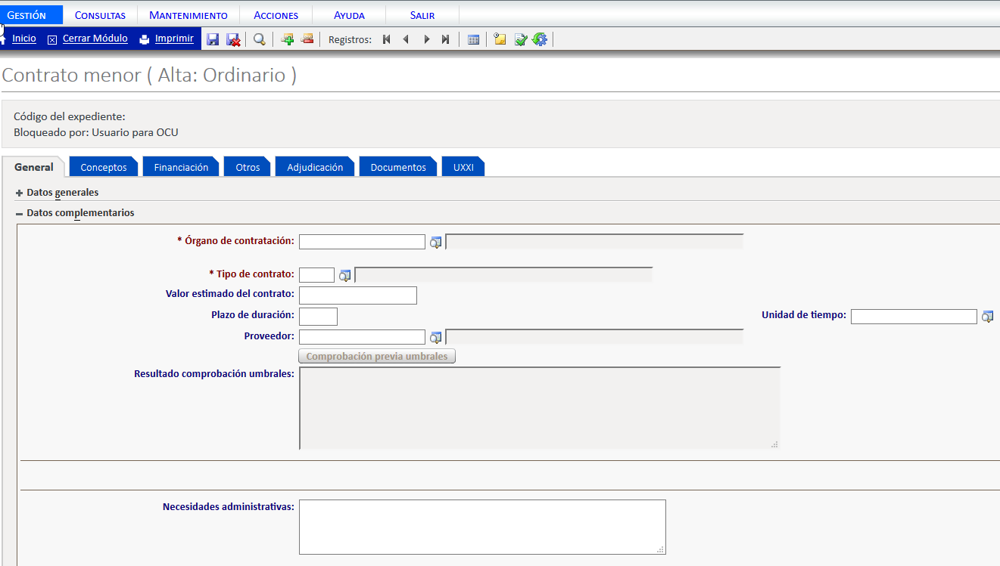 GESTIÓN CONSULTAS MANTENIMIENTO ACCIONES AYUDA SALIR
Inicio Cerrar Módulo Imprimir Registros:
Contrato menor ( Alta: Ordinario )
Código del expediente:
Bloqueado por: Usuario para OCU
General Conceptos Financiación Otros Adjudicación Documentos UXXI
Datos generales
Datos complementarios
* Órgano de contratación:
* Tipo de contrato:
Valor estimado del contrato:
Plazo de duración: Unidad de tiempo:
Proveedor:
Comprobación previa umbrales
Resultado comprobación umbrales:
Necesidades administrativas: